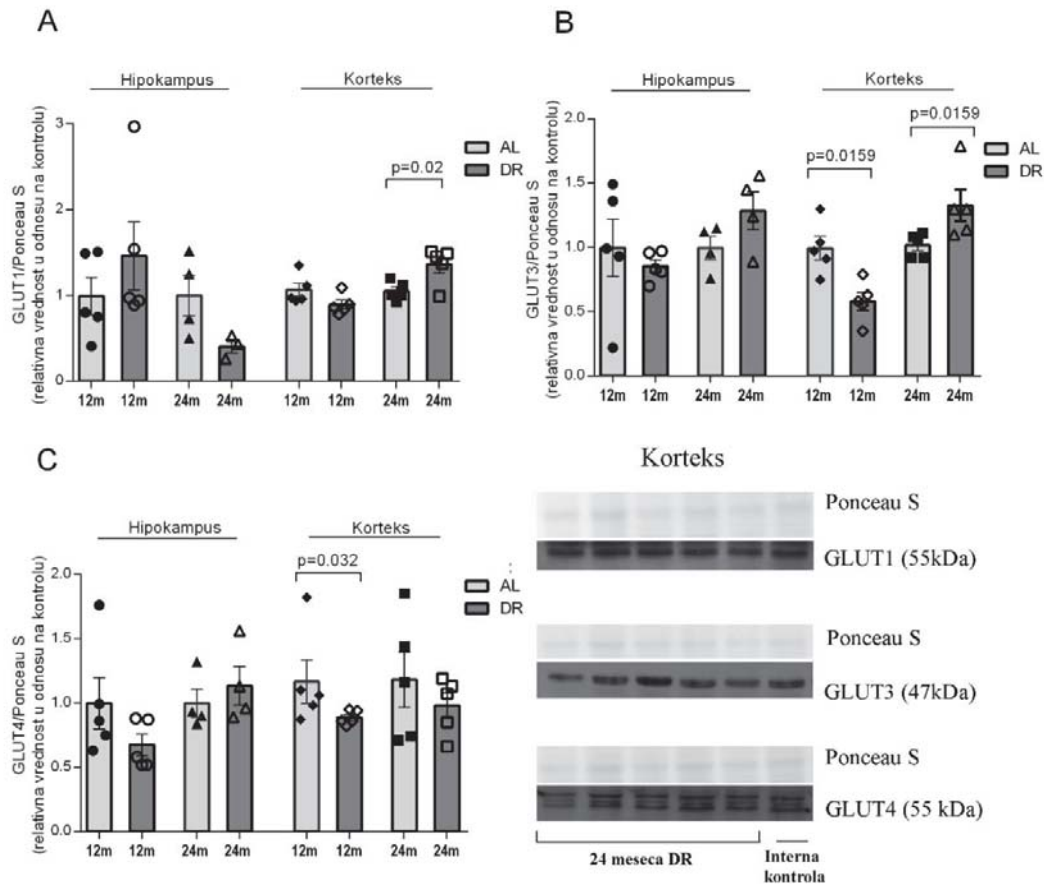 A
Hipokampus
Korteks
GLUT1/Ponceau S
(relativna vrednost u odnosu na kontrolu)
3
2
1
0
p=0.02
AL
DR
12m 12m 24m 24m 12m 12m 24m 24m
B
Hipokampus
Korteks
GLUT3/Ponceau S
(relativna vrednost u odnosu na kontrolu)
2.0
1.5
1.0
0.5
0.0
p=0.0159
p=0.0159
AL
DR
12m 12m 24m 24m 12m 12m 24m 24m
C
Hipokampus
Korteks
GLUT4/Ponceau S
(relativna vrednost u odnosu na kontrolu)
2.0
1.5
1.0
0.5
0.0
p=0.032
AL
DR
12m 12m 24m 24m 12m 12m 24m 24m
Korteks
Ponceau S
GLUT1 (55kDa)
Ponceau S
GLUT3 (47kDa)
Ponceau S
GLUT4 (55 kDa)
24 meseca DR
Interna
kontrola